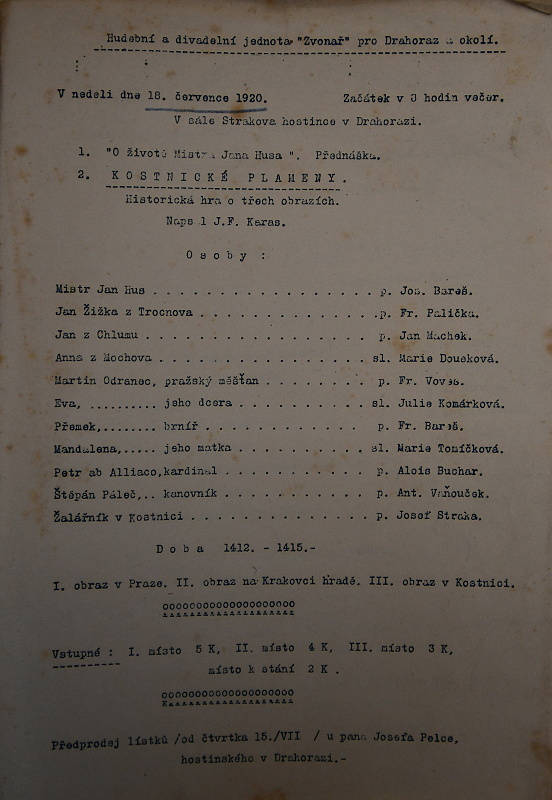 Hudební a divadelní jednota "Zvonař" pro Drahoraz a okolí.
V neděli dne 18. července 1920. Začátek v 8 hodin večer.
V sále Strakova hostince v Drahorazi.
1. "O životě Mistra Jana Husa ". Přednáška.
2. KOSTNICKÉ PLAMENY.
Historická hra o třech obrazích.
Naps l J.F. Karas.
Osoby :
Mistr Jan Hus . . . . . . . . . . . . . . . . . p. Jos. Bareš.
Jan Žižka z Trocnova . . . . . . . . . . . . . .p. Fr. Palička.
Jan z Chlumu . . . . . . . . . . . . . . . . . p. Jan Machek.
Anna z Mochova . . . . . . . . . . . . . . . . sl. Marie Doueková.
Martin Odranec, pražský měšťan . . . . . . . . p. Fr. Voves.
Eva, .......... jeho dcera . . . . . . . . . . sl. Julie Komárková.
Přemek,........ brníř . . . . . . . . . . . . p. Fr. Bareš.
Mandalena,..... jeho matka . . . . . . . . . . sl. Marie Tomíčková.
Petr ab Alliaco,kardinal . . . . . . . . . . . p. Alois Buchar.
Štěpán Páleč,.. kanovník . . . . . . . . . . . p. Ant. Vaňouček.
Žalářník v Kostnici . . . . . . . . . . . . . p. Josef Straka.
Doba 1412. - 1415.-
I. obraz v Praze. II. obraz na Krakovci hradě. III. obraz v Kostnici.
Vstupné : I. místo 5 K, II. místo 4 K, III. místo 3 K,
místo k stání 2 K .
Předprodej lístků /od čtvrtka 15./VII / u pana Josefa Pelce,
hostinského v Drahorazi.-